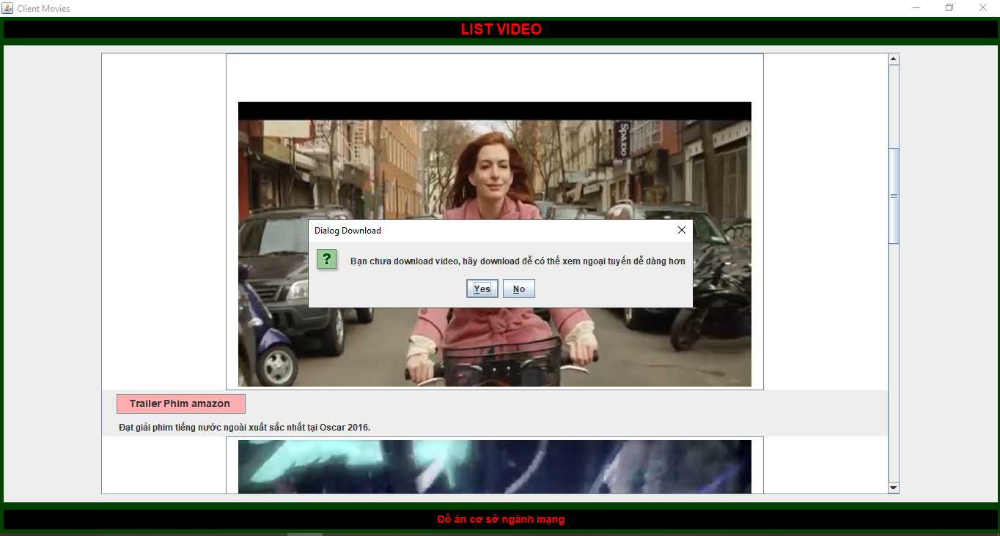 Client Movies
LIST VIDEO
Spazio
Dialog Download
Bạn chưa download video, hãy download để có thể xem ngoại tuyến dễ dàng hơn
Yes
No
Trailer Phim amazon
Đạt giải phim tiếng nước ngoài xuất sắc nhất tại Oscar 2016.
Đồ án cơ sở ngành mạng